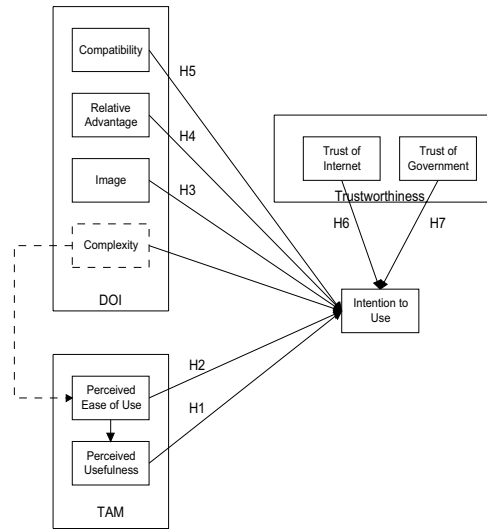 Compatibility
H5
Relative
Advantage
H4
Image
H3
Complexity
DOI
Trust of
Internet
Trust of
Government
Trustworthiness
H6
H7
Intention to
Use
H2
Perceived
Ease of Use
H1
Perceived
Usefulness
TAM